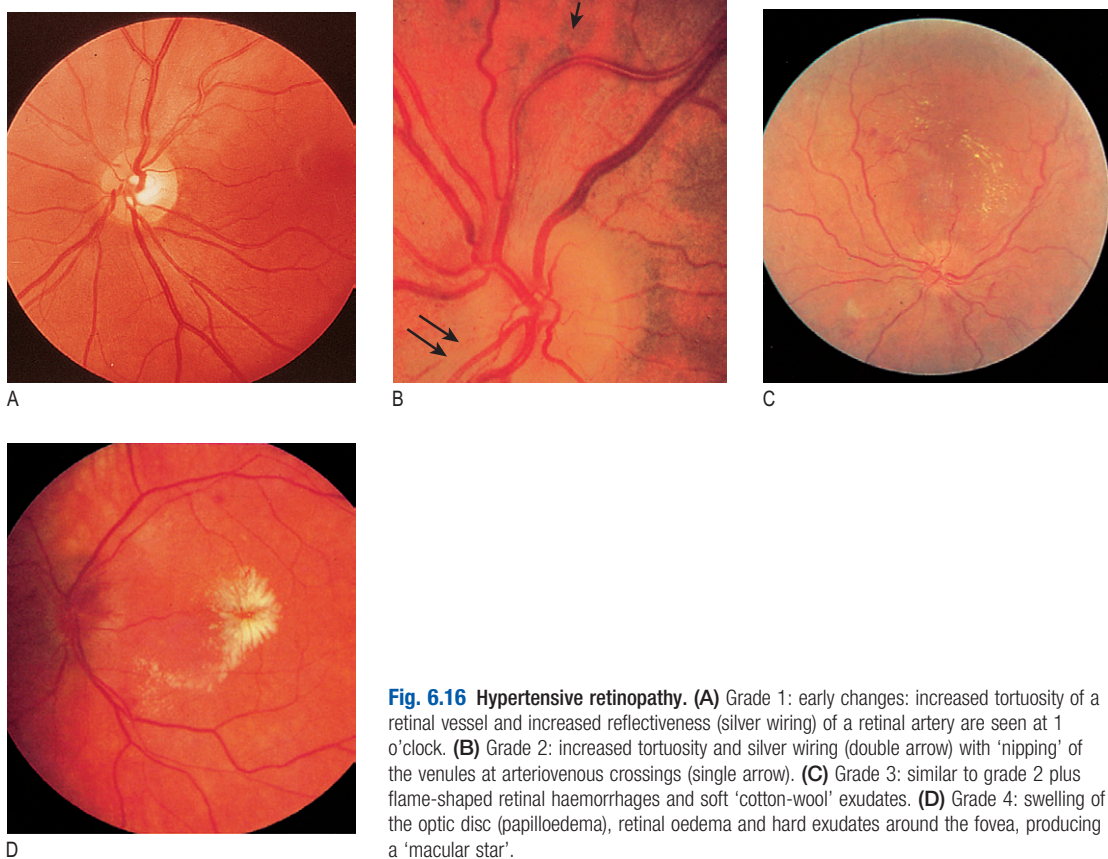 A
B
C
D
Fig. 6.16 Hypertensive retinopathy. (A) Grade 1: early changes: increased tortuosity of a
retinal vessel and increased reflectiveness (silver wiring) of a retinal artery are seen at 1
o'clock. (B) Grade 2: increased tortuosity and silver wiring (double arrow) with ‘nipping’ of
the venules at arteriovenous crossings (single arrow). (C) Grade 3: similar to grade 2 plus
flame-shaped retinal haemorrhages and soft ‘cotton-wool’ exudates. (D) Grade 4: swelling of
the optic disc (papilloedema), retinal oedema and hard exudates around the fovea, producing
a ‘macular star’.